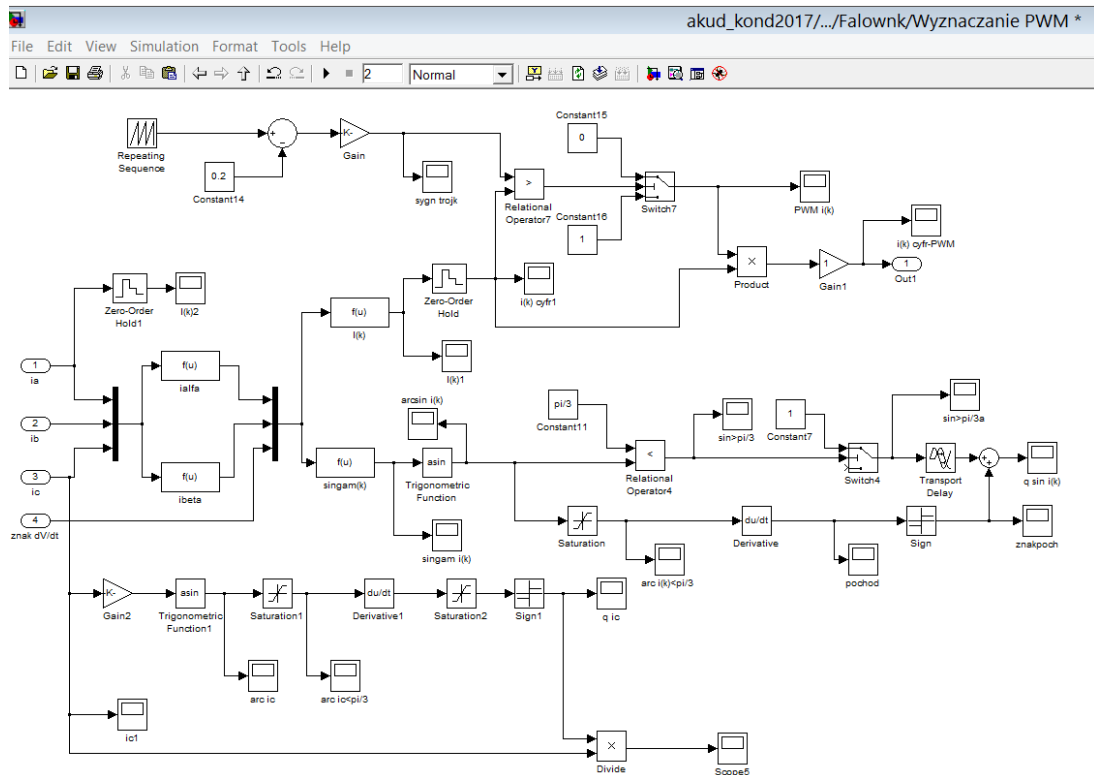 akud_kond2017/.../Falownk/Wyznaczanie PWM *
File Edit View Simulation Format Tools Help
2 Normal
Repeating
Sequence
0.2
Constant14
+
-
-K-
Gain
sygn trojk
Constant15
0
>
Relational
Operator7
Constant16
1
Switch7
PWM i(k)
i(k) cyfr-PWM
×
Product
1
Gain1
1
Out1
Zero-Order
Hold1
I(k)2
f(u)
I(k)
Zero-Order
Hold
i(k) cyfr1
I(k)1
1
ia
2
ib
3
ic
4
znak dV/dt
f(u)
ialfa
f(u)
ibeta
arcsin i(k)
f(u)
singam(k)
asin
Trigonometric
Function
singam i(k)
pi/3
Constant11
<
Relational
Operator4
sin>pi/3
1
Constant7
Switch4
sin>pi/3a
Transport
Delay
+
+
q sin i(k)
Saturation
arc i(k)<pi/3
du/dt
Derivative
pochod
Sign
znakpoch
-K-
Gain2
asin
Trigonometric
Function1
Saturation1
du/dt
Derivative1
Saturation2
Sign1
q ic
arc ic
arc ic<pi/3
ic1
×
Divide
Scope5